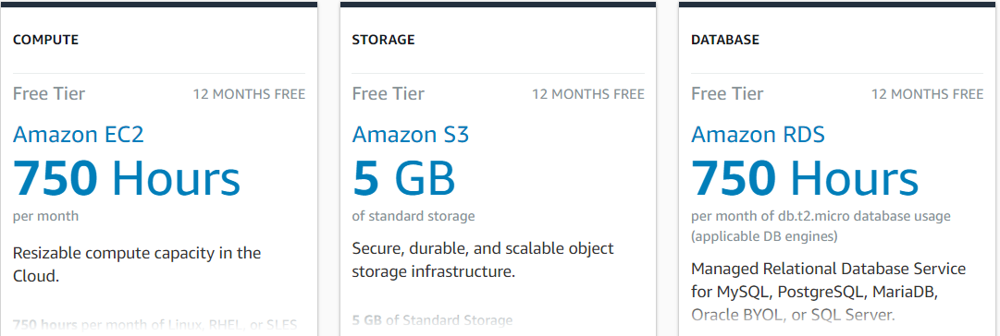 COMPUTE
Free Tier 12 MONTHS FREE
Amazon EC2
750 Hours
per month
Resizable compute capacity in the
Cloud.
750 hours per month of Linux, RHEL, or SLES
STORAGE
Free Tier 12 MONTHS FREE
Amazon S3
5 GB
of standard storage
Secure, durable, and scalable object
storage infrastructure.
5 GB of Standard Storage
DATABASE
Free Tier 12 MONTHS FREE
Amazon RDS
750 Hours
per month of db.t2.micro database usage
(applicable DB engines)
Managed Relational Database Service
for MySQL, PostgreSQL, MariaDB,
Oracle BYOL, or SQL Server.